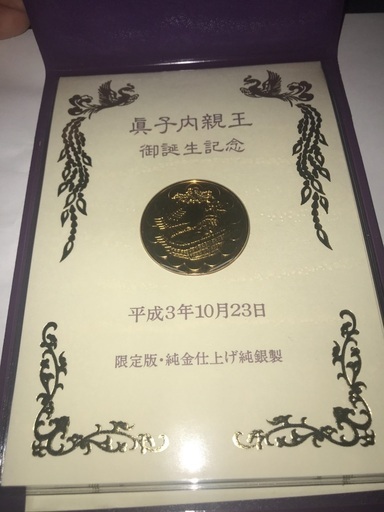 眞子内親王
御誕生記念
平成3年10月23日
限定版・純金仕上げ純銀製